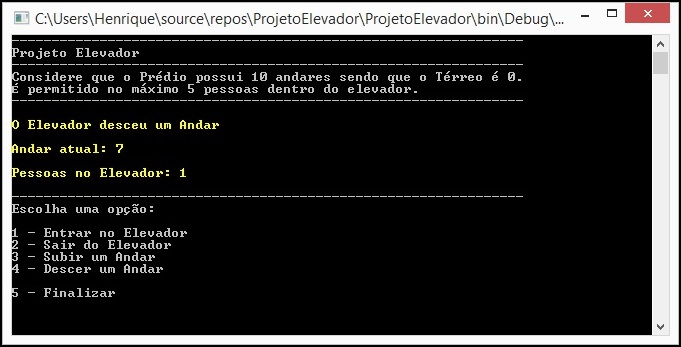 C:\Users\Henrique\source\repos\ProjetoElevador\ProjetoElevador\bin\Debug\...
Projeto Elevador
Considere que o Prédio possui 10 andares sendo que o Térreo é 0.
É permitido no máximo 5 pessoas dentro do elevador.
O Elevador desceu um Andar
Andar atual: 7
Pessoas no Elevador: 1
Escolha uma opção:
1 - Entrar no Elevador
2 - Sair do Elevador
3 - Subir um Andar
4 - Descer um Andar
5 - Finalizar